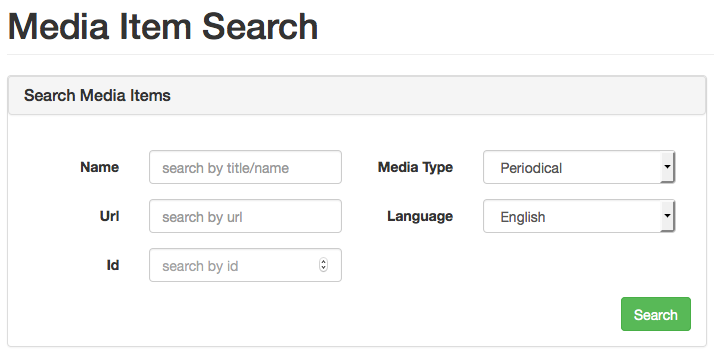 Media Item Search
Search Media Items
Name search by title/name Media Type Periodical
Url search by url Language English
Id search by id
Search